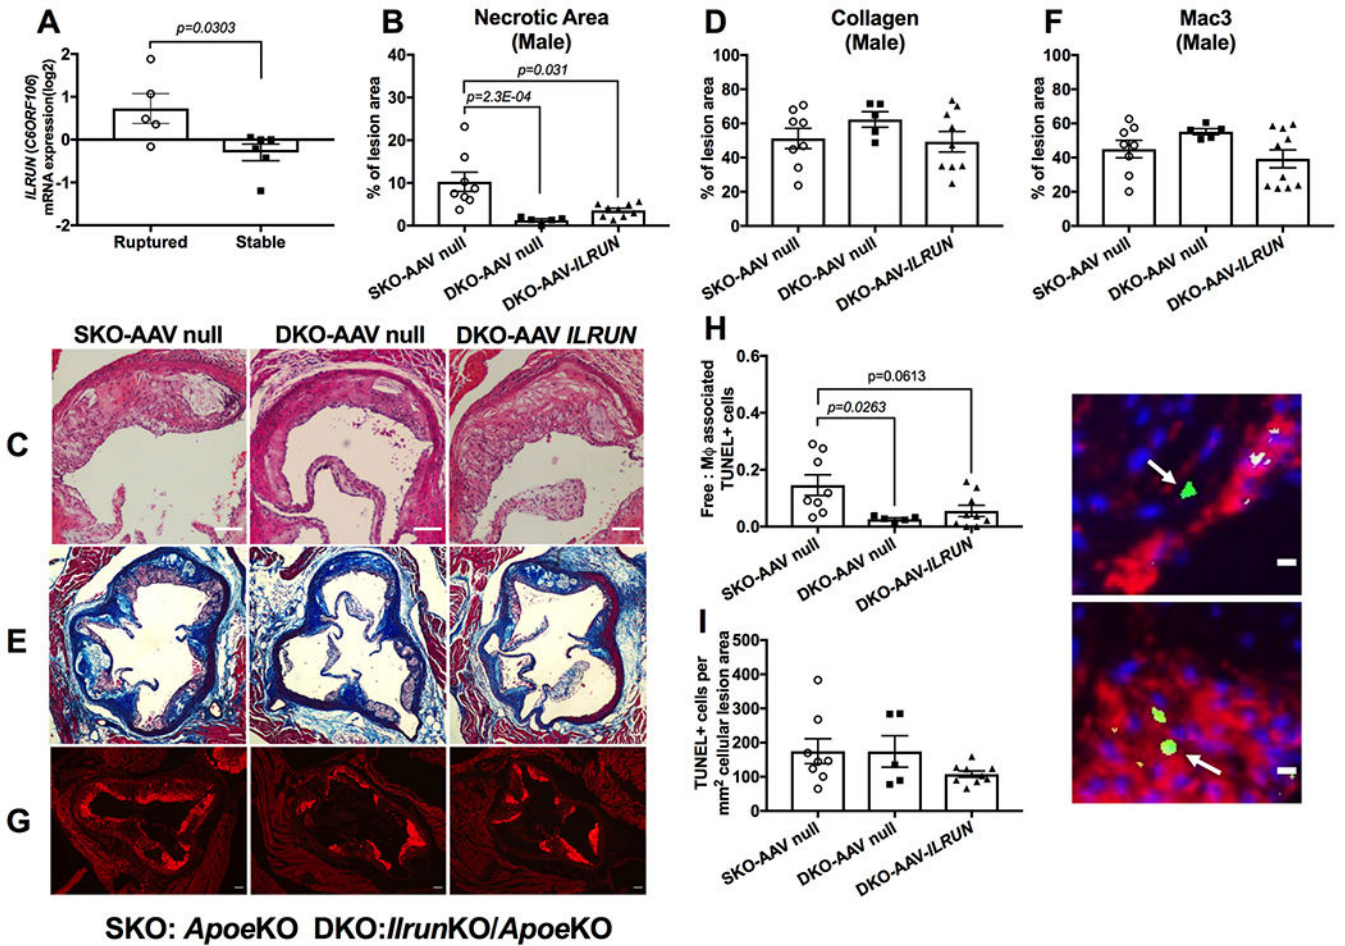 A
p=0.0303
ILRUN (C6ORF106)
mRNA expression(log2)
2
1
0
-1
-2
Ruptured
Stable
B
Necrotic Area
(Male)
% of lesion area
40
30
20
10
0
p=0.031
p=2.3E-04
SKO-AAV null
DKO-AAV null
DKO-AAV-ILRUN
D
Collagen
(Male)
% of lesion area
100
80
60
40
20
0
SKO-AAV null
DKO-AAV null
DKO-AAV-ILRUN
F
Mac3
(Male)
% of lesion area
100
80
60
40
20
0
SKO-AAV null
DKO-AAV null
DKO-AAV-ILRUN
SKO-AAV null
DKO-AAV null
DKO-AAV ILRUN
C
E
G
SKO: ApoeKO DKO:IlrunKO/ApoeKO
H
Free : Mϕ associated
TUNEL+ cells
0.6
0.4
0.2
0.0
p=0.0613
p=0.0263
SKO-AAV null
DKO-AAV null
DKO-AAV-ILRUN
I
TUNEL+ cells per
mm² cellular lesion area
500
400
300
200
100
0
SKO-AAV null
DKO-AAV null
DKO-AAV-ILRUN